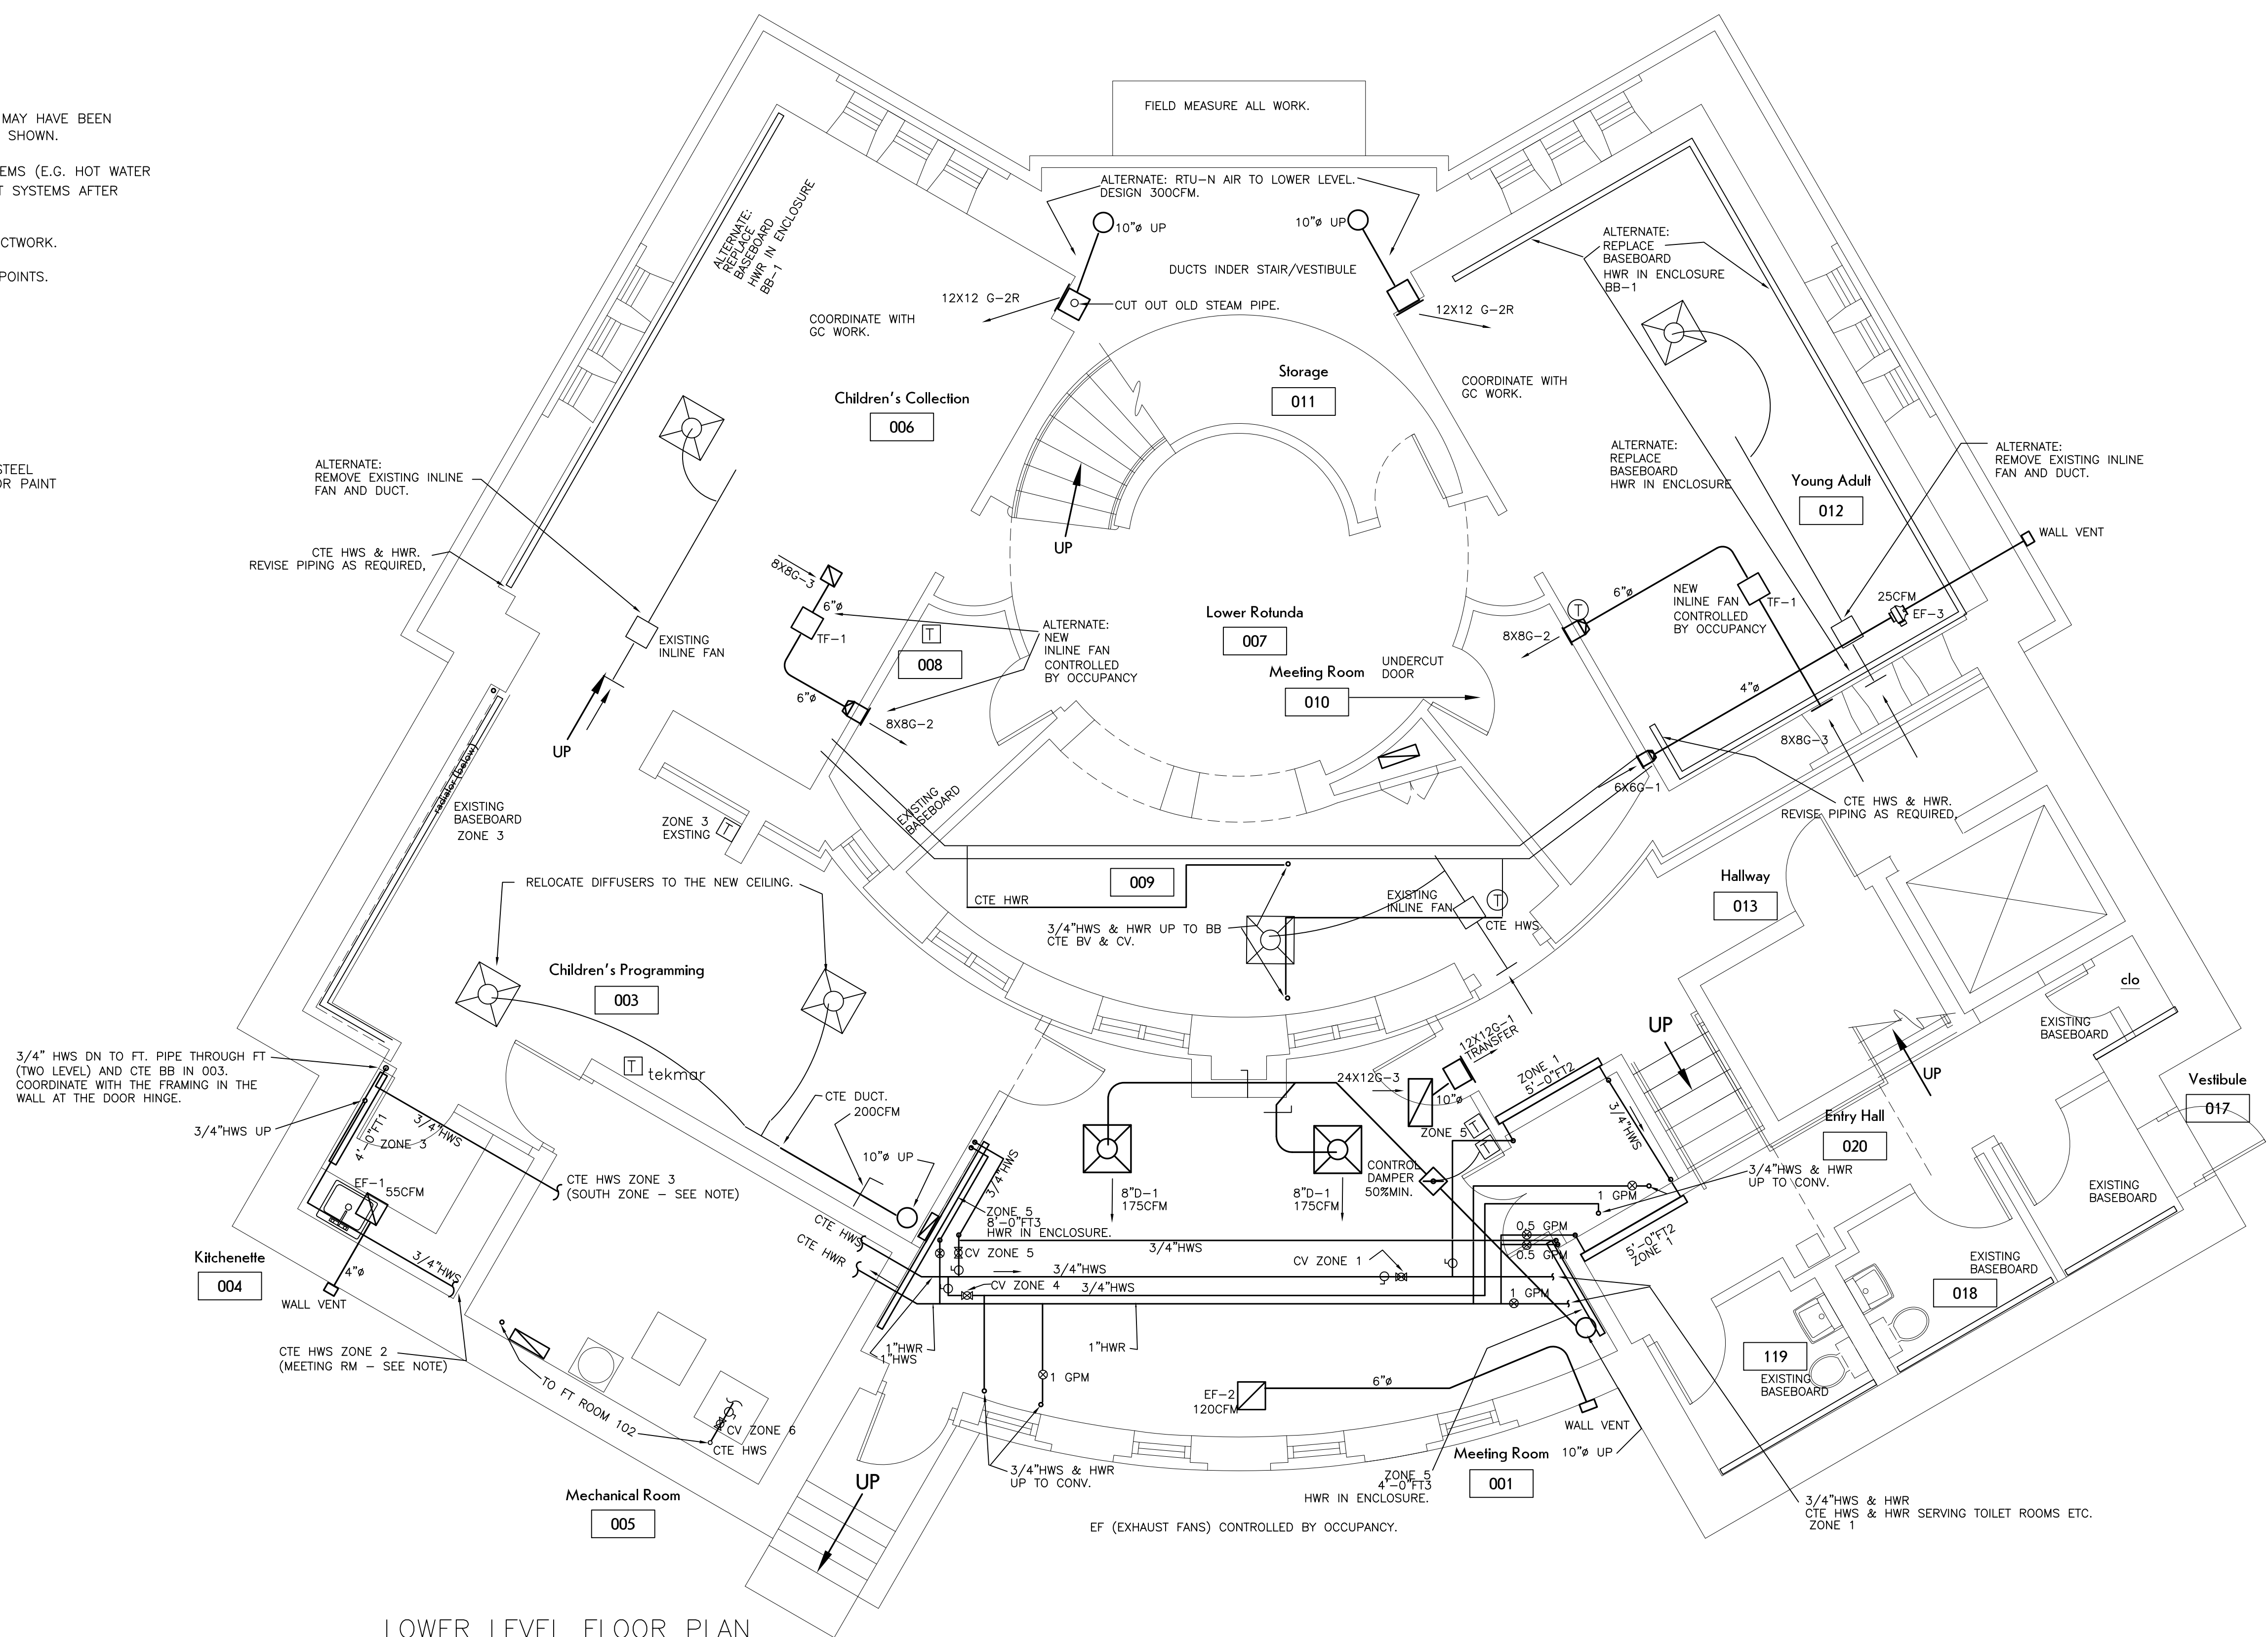 MAY HAVE BEEN
SHOWN.
EMS (E.G. HOT WATER
T SYSTEMS AFTER
CTWORK.
POINTS.
STEEL
OR PAINT
FIELD MEASURE ALL WORK.
ALTERNATE: RTU-N AIR TO LOWER LEVEL.
DESIGN 300CFM.
10"ø UP
10"ø UP
DUCTS INDER STAIR/VESTIBULE
12X12 G-2R
CUT OUT OLD STEAM PIPE.
12X12 G-2R
COORDINATE WITH
GC WORK.
ALTERNATE:
REPLACE
BASEBOARD
HWR IN ENCLOSURE
BB-1
ALTERNATE:
REPLACE
BASEBOARD
HWR IN ENCLOSURE
BB-1
Storage
011
COORDINATE WITH
GC WORK.
Children's Collection
006
ALTERNATE:
REPLACE
BASEBOARD
HWR IN ENCLOSURE
Young Adult
012
ALTERNATE:
REMOVE EXISTING INLINE
FAN AND DUCT.
ALTERNATE:
REMOVE EXISTING INLINE
FAN AND DUCT.
UP
WALL VENT
CTE HWS & HWR.
REVISE PIPING AS REQUIRED,
8X8G-3
6"ø
TF-1
6"ø
8X8G-2
EXISTING
INLINE FAN
T
008
ALTERNATE:
NEW
INLINE FAN
CONTROLLED
BY OCCUPANCY
Lower Rotunda
007
Meeting Room
010
UNDERCUT
DOOR
T
6"ø
8X8G-2
NEW
INLINE FAN
CONTROLLED
BY OCCUPANCY
TF-1
25CFM
EF-3
4"ø
8X8G-3
6X6G-1
CTE HWS & HWR.
REVISE PIPING AS REQUIRED,
UP
radiator (below)
EXISTING
BASEBOARD
ZONE 3
ZONE 3
EXSTING
T
EXISTING
BASEBOARD
RELOCATE DIFFUSERS TO THE NEW CEILING.
009
CTE HWR
EXISTING
INLINE FAN
T
CTE HWS
3/4"HWS & HWR UP TO BB
CTE BV & CV.
Hallway
013
Children's Programming
003
clo
EXISTING
BASEBOARD
3/4" HWS DN TO FT. PIPE THROUGH FT
(TWO LEVEL) AND CTE BB IN 003.
COORDINATE WITH THE FRAMING IN THE
WALL AT THE DOOR HINGE.
T
tekmar
CTE DUCT.
200CFM
12X12G-1
TRANSFER
24X12G-3
10"ø
ZONE 5
T
T
ZONE 1
5'-0"FT2
3/4"HWS
UP
UP
Vestibule
017
Entry Hall
020
3/4"HWS UP
4'-0"FT1
ZONE 3
3/4"HWS
CTE HWS ZONE 3
(SOUTH ZONE - SEE NOTE)
EF-1
55CFM
10"ø UP
3/4"HWS
ZONE 5
8'-0"FT3
HWR IN ENCLOSURE.
8"D-1
175CFM
8"D-1
175CFM
CONTROL
DAMPER
50%MIN.
3/4"HWS & HWR
UP TO CONV.
1 GPM
EXISTING
BASEBOARD
Kitchenette
004
4"ø
WALL VENT
3/4"HWS
CTE HWS
CTE HWR
CV ZONE 5
3/4"HWS
0.5 GPM
0.5 GPM
5'-0"FT2
ZONE 1
3/4"HWS
CV ZONE 1
CV ZONE 4
3/4"HWS
1 GPM
EXISTING
BASEBOARD
018
CTE HWS ZONE 2
(MEETING RM - SEE NOTE)
1"HWR
1"HWS
1"HWR
1 GPM
119
EXISTING
BASEBOARD
TO FT ROOM 102
CV ZONE 6
CTE HWS
EF-2
120CFM
6"ø
WALL VENT
10"ø UP
Meeting Room
001
ZONE 5
4'-0"FT3
HWR IN ENCLOSURE.
3/4"HWS & HWR
UP TO CONV.
UP
Mechanical Room
005
3/4"HWS & HWR
CTE HWS & HWR SERVING TOILET ROOMS ETC.
ZONE 1
EF (EXHAUST FANS) CONTROLLED BY OCCUPANCY.
LOWER LEVEL FLOOR PLAN